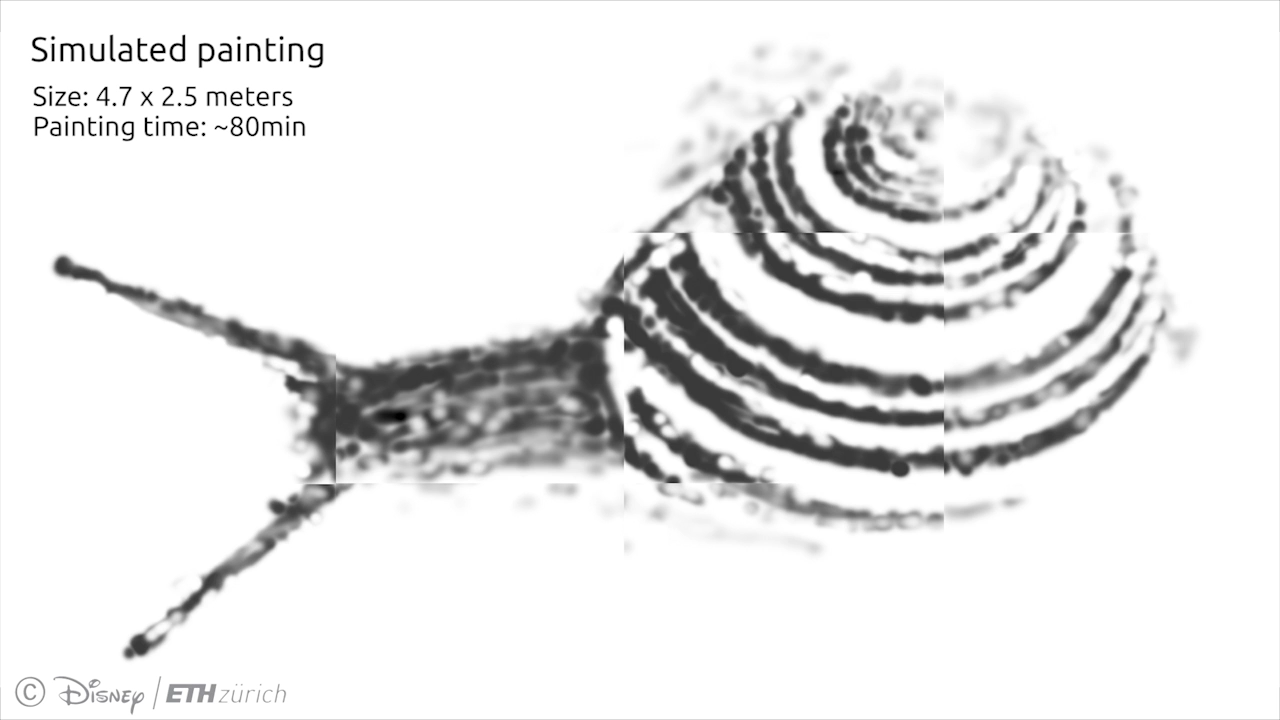 Simulated painting
Size: 4.7 x 2.5 meters
Painting time: ~80min
© Disney / ETH zürich